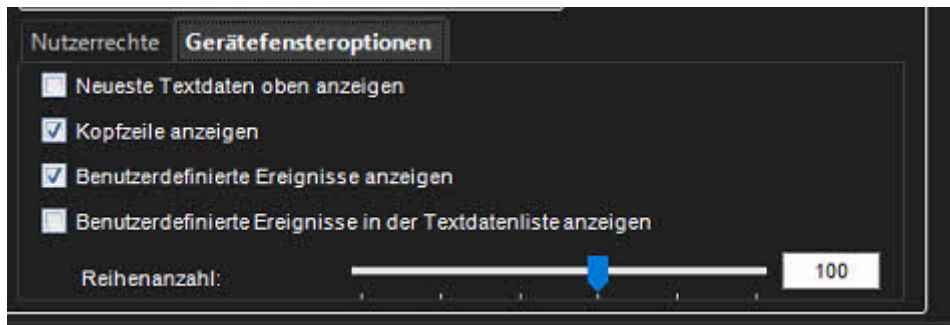 Nutzerrechte Gerätefensteroptionen
Neueste Textdaten oben anzeigen
Kopfzeile anzeigen
Benutzerdefinierte Ereignisse anzeigen
Benutzerdefinierte Ereignisse in der Textdatenliste anzeigen
Reihenanzahl: 100